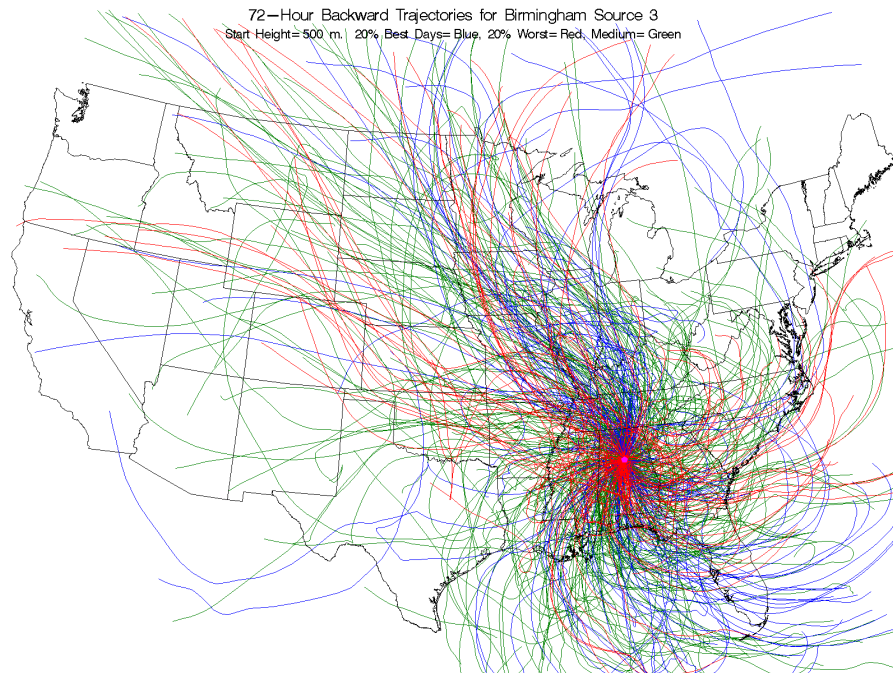 72-Hour Backward Trajectories for Birmingham Source 3
Start Height= 500 m. 20% Best Days= Blue, 20% Worst= Red, Medium= Green